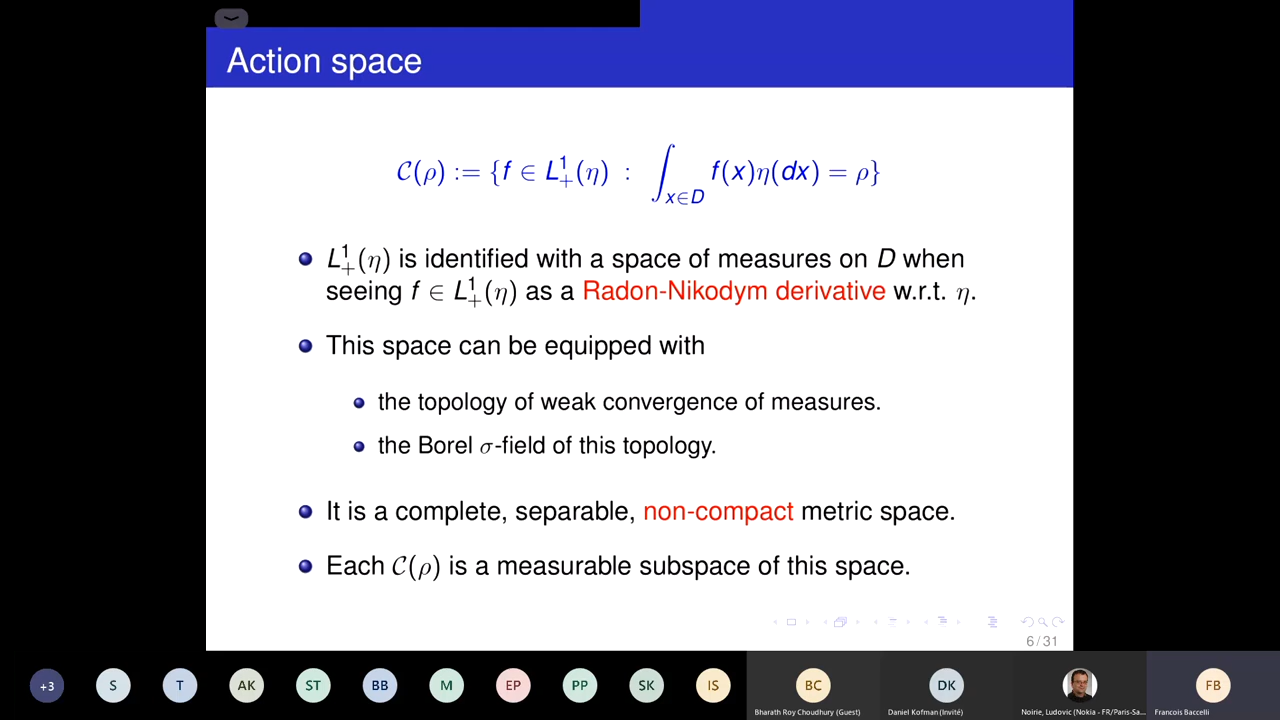 Action space
𝒞(ρ) := {f ∈ L¹₊(η) : ∫_{x∈D} f(x)η(dx) = ρ}
L¹₊(η) is identified with a space of measures on D when
seeing f ∈ L¹₊(η) as a Radon-Nikodym derivative w.r.t. η.
This space can be equipped with
the topology of weak convergence of measures.
the Borel σ-field of this topology.
It is a complete, separable, non-compact metric space.
Each 𝒞(ρ) is a measurable subspace of this space.
6 / 31
+3 S T AK ST BB M EP PP SK IS BC DK FB
Bharath Roy Choudhury (Guest) Daniel Kofman (Invité) Noirie, Ludovic (Nokia - FR/Paris-Sa... Francois Baccelli